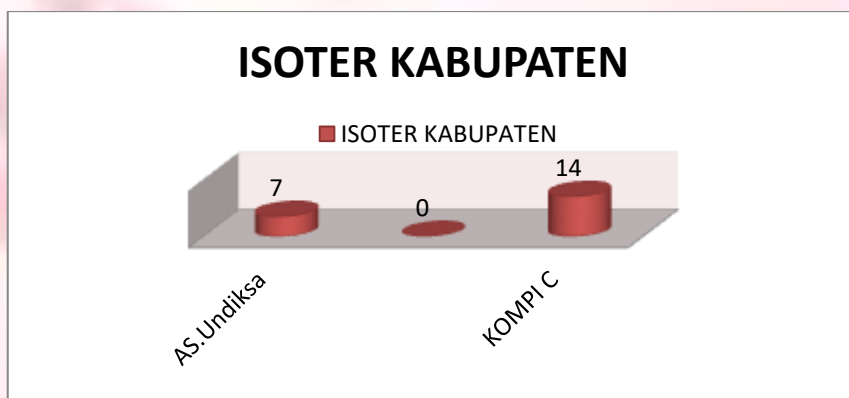 ISOTER KABUPATEN
ISOTER KABUPATEN
7
0
14
AS.Undiksa
KOMPI C